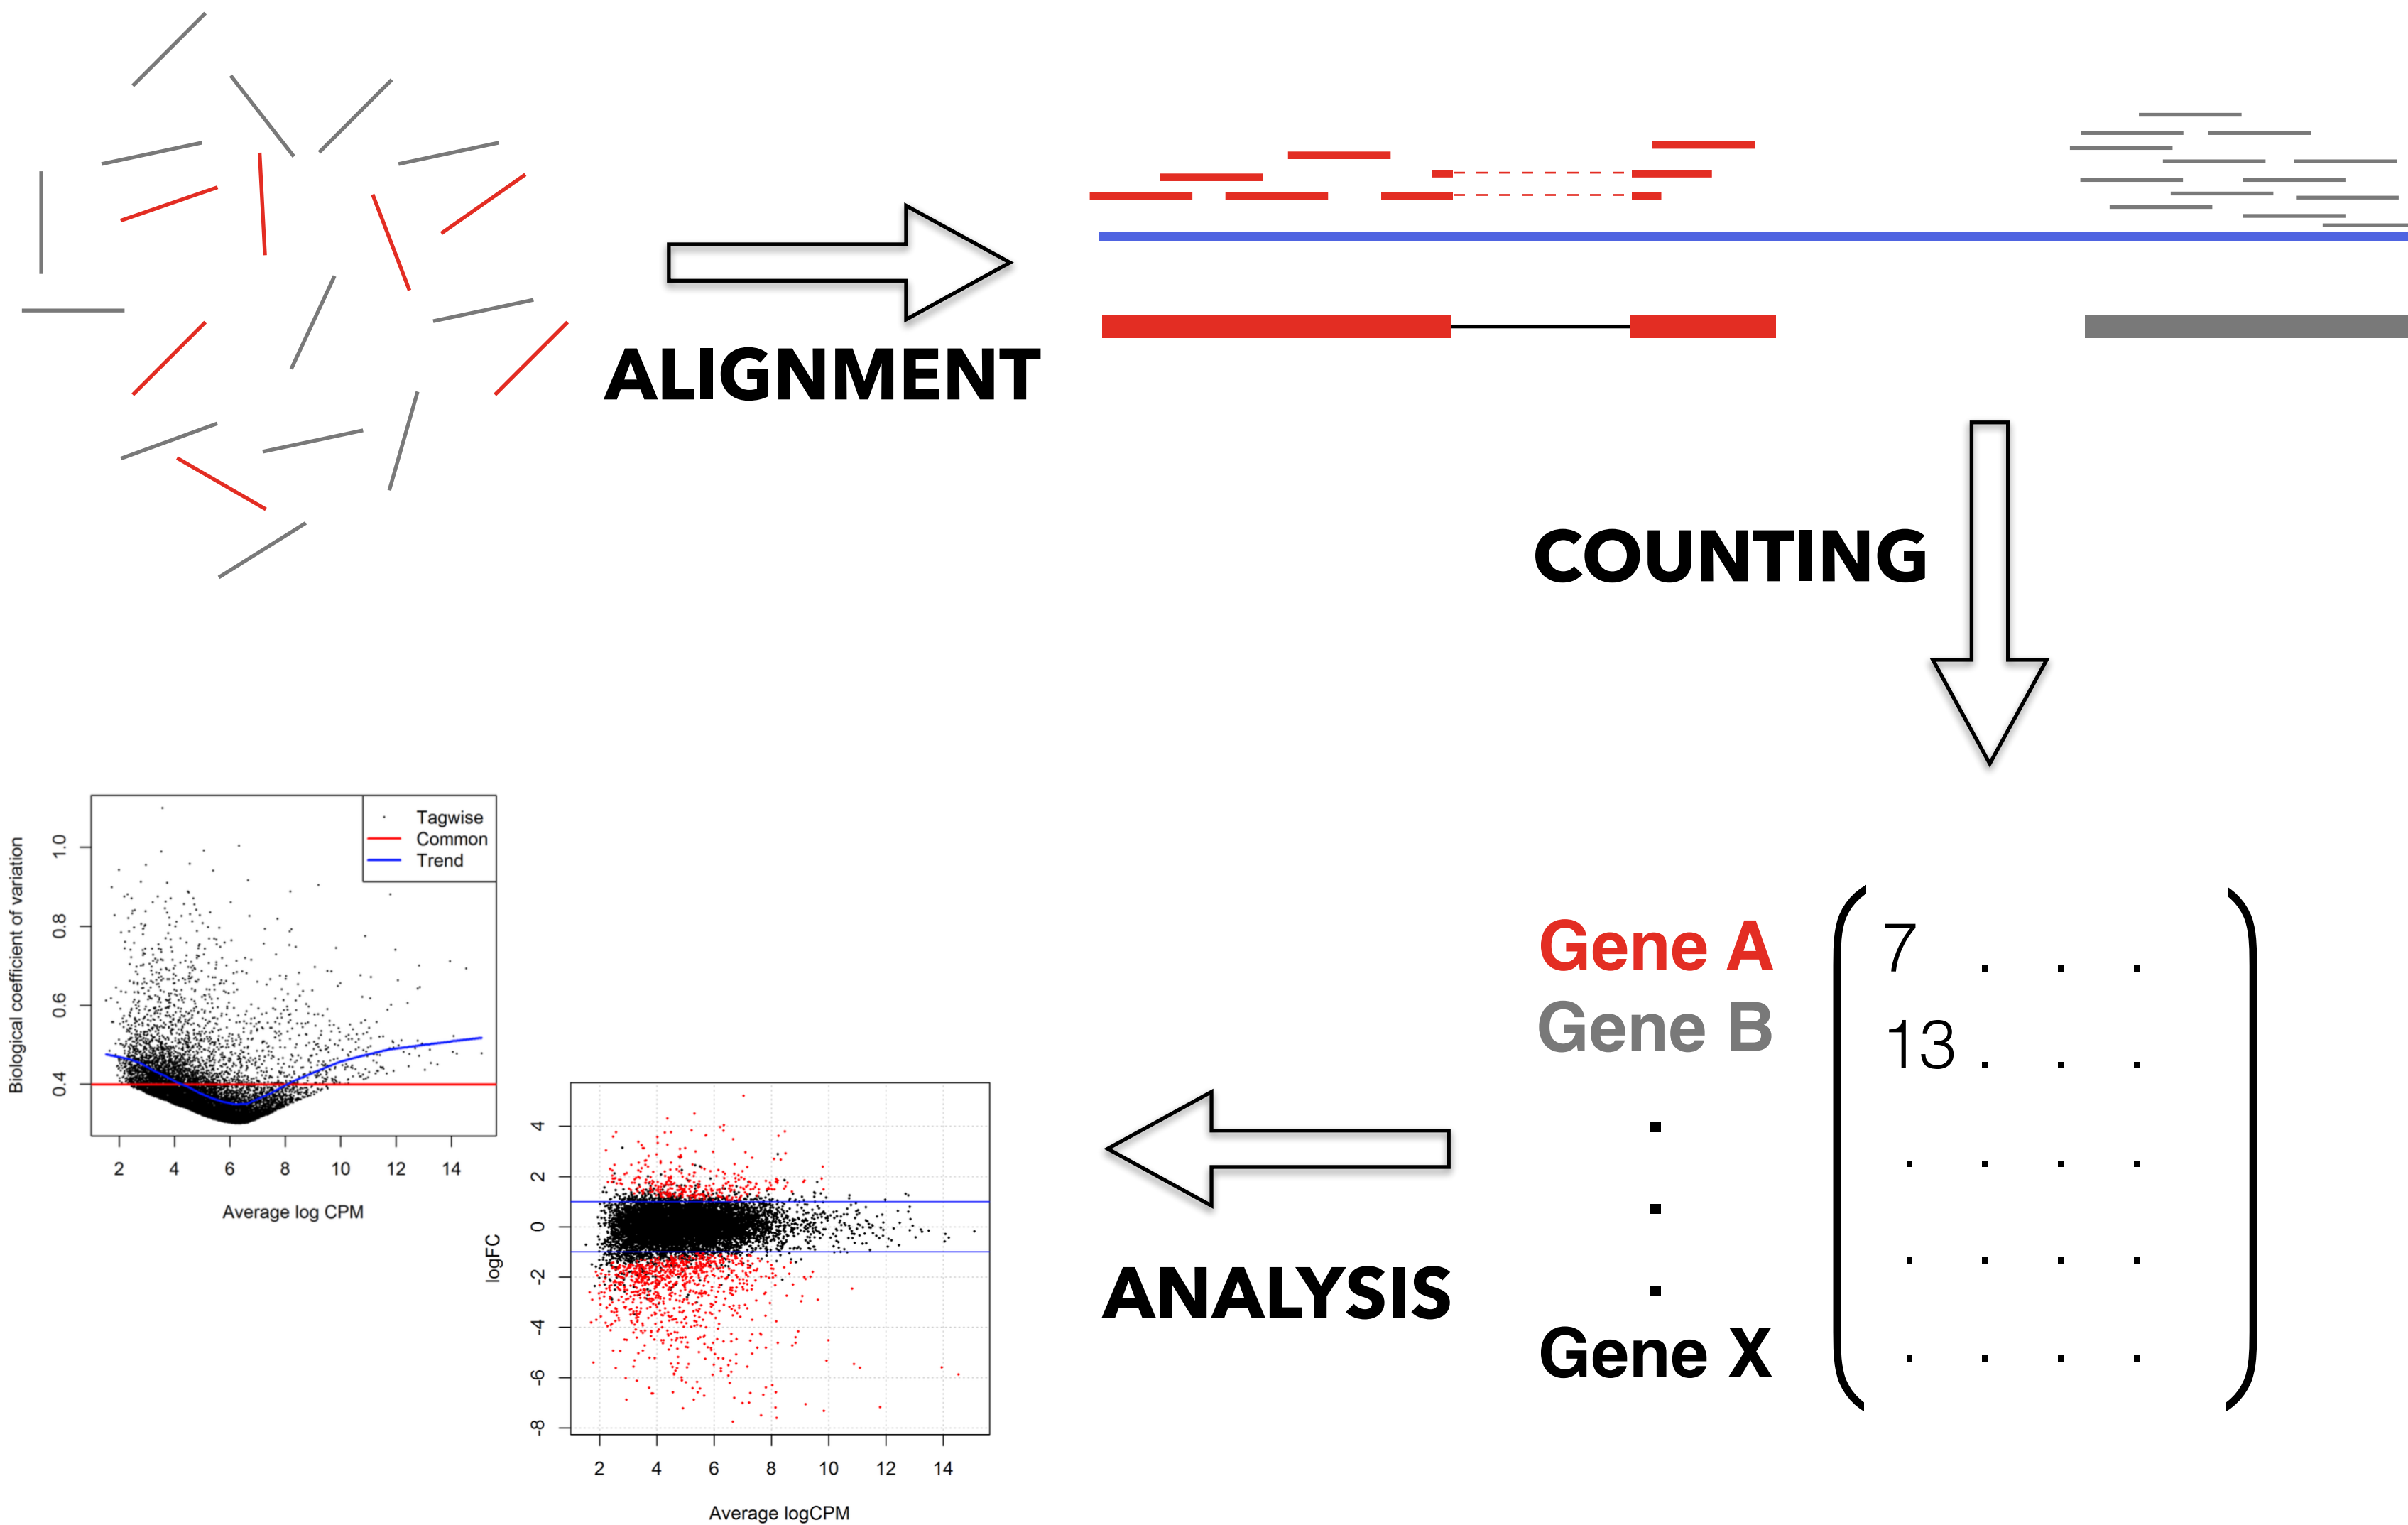 ALIGNMENT
COUNTING
Gene A 7 . . .
Gene B 13 . . .
. . . . .
. . . . .
.
Gene X . . . .
ANALYSIS
Tagwise
Common
Trend
Biological coefficient of variation
1.0
0.8
0.6
0.4
2 4 6 8 10 12 14
Average log CPM
logFC
4
2
0
-2
-4
-6
-8
2 4 6 8 10 12 14
Average logCPM